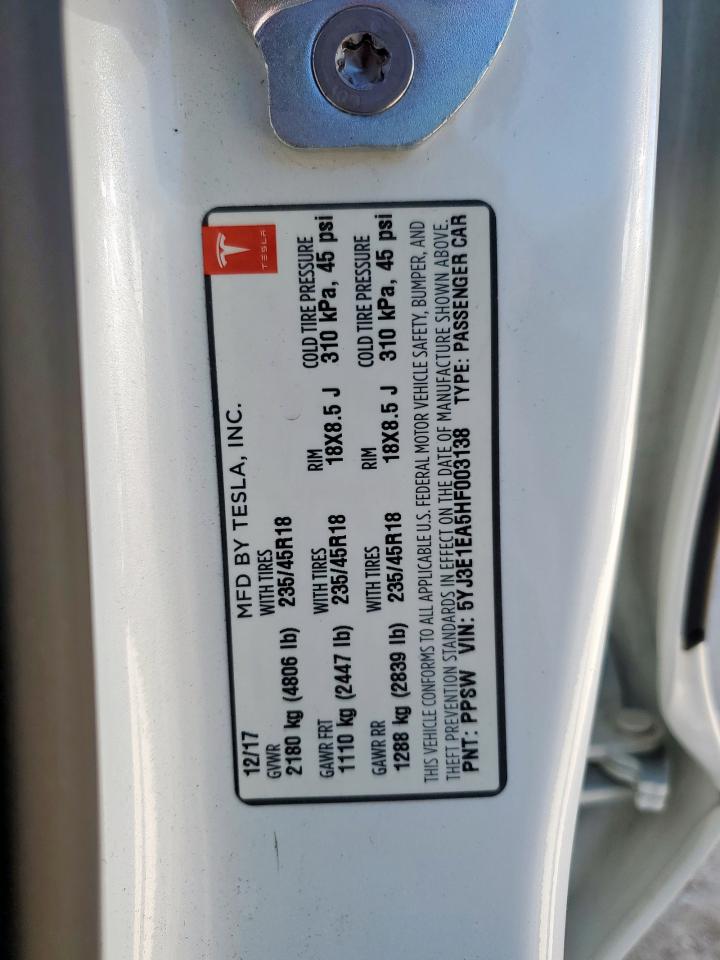 TESLA
12/17 MFD BY TESLA, INC.
GVWR WITH TIRES RIM COLD TIRE PRESSURE
2180 kg (4806 lb) 235/45R18 18X8.5 J 310 kPa, 45 psi
GAWR FRT WITH TIRES RIM COLD TIRE PRESSURE
1110 kg (2447 lb) 235/45R18 18X8.5 J 310 kPa, 45 psi
GAWR RR WITH TIRES
1288 kg (2839 lb) 235/45R18
THIS VEHICLE CONFORMS TO ALL APPLICABLE U.S. FEDERAL MOTOR VEHICLE SAFETY, BUMPER, AND
THEFT PREVENTION STANDARDS IN EFFECT ON THE DATE OF MANUFACTURE SHOWN ABOVE.
PNT: PPSW VIN: 5YJ3E1EA5HF003138 TYPE: PASSENGER CAR